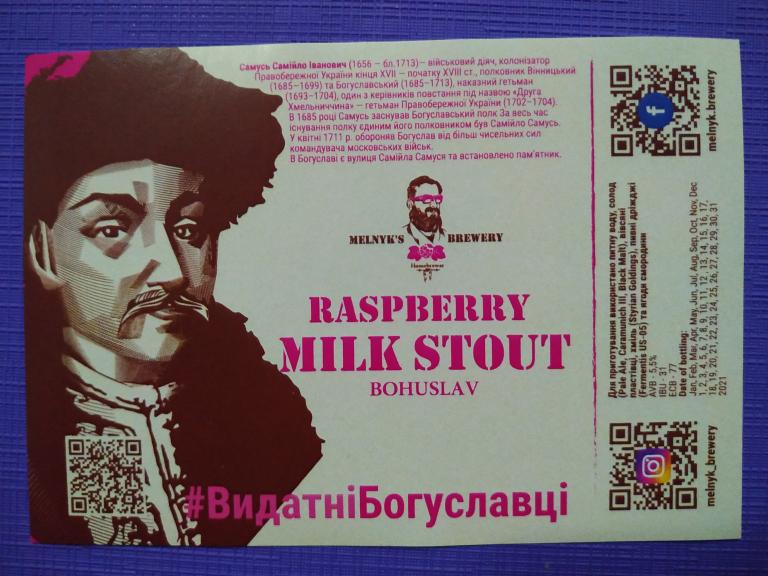 Самусь Самійло Іванович (1656 – бл.1713)– військовий діяч, колонізатор
Правобережної України кінця XVII – початку XVIII ст., полковник Вінницький
(1685–1699) та Богуславський (1685–1713), наказний гетьман
(1693–1704), один з керівників повстання під назвою «Друга
Хмельниччина» – гетьман Правобережної України (1702–1704).
В 1685 році Самусь заснував Богуславський полк За весь час
існування полку єдиним його полковником був Самійло Самусь.
У квітні 1711 р. обороняв Богуслав від більш чисельних сил
командувача московських військ.
В Богуславі є вулиця Самійла Самуся та встановлено пам'ятник.
MELNYK'S BREWERY
Homebrewer
RASPBERRY
MILK STOUT
BOHUSLAV
#ВидатніБогуславці
melnyk.brewery
Для приготування використано питну воду, солод
(Pale Ale, Caramunich III, Black Malt), вівсяні
пластівці, хміль (Styrian Goldings), пивні дріжджі
(Fermentis US-05) та ягоди смородини
AVB - 5,5%
IBU - 31
ECB - 77
Date of bottling:
Jan, Feb, Mar, Apr, May, Jun, Jul, Aug, Sep, Oct, Nov, Dec
1, 2, 3, 4, 5, 6, 7, 8, 9, 10, 11, 12, 13, 14, 15, 16, 17,
18, 19, 20, 21, 22, 23, 24, 25, 26, 27, 28, 29, 30, 31
2021
melnyk_brewery